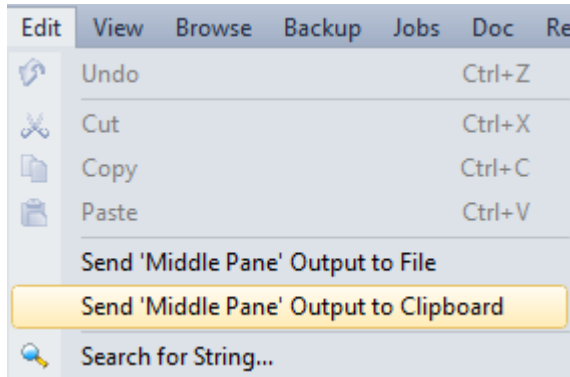 Edit View Browse Backup Jobs Doc Re
Undo Ctrl+Z
Cut Ctrl+X
Copy Ctrl+C
Paste Ctrl+V
Send 'Middle Pane' Output to File
Send 'Middle Pane' Output to Clipboard
Search for String...